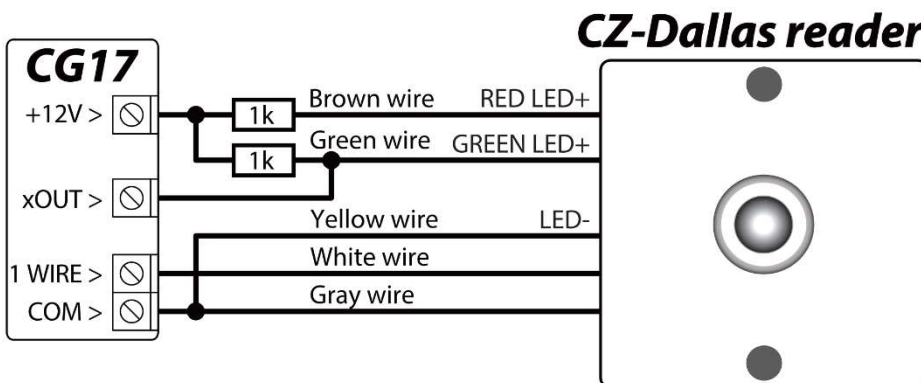 CZ-Dallas reader
CG17
+12V >
1k
Brown wire
RED LED+
1k
Green wire
GREEN LED+
xOUT >
Yellow wire
LED-
1 WIRE >
White wire
COM >
Gray wire